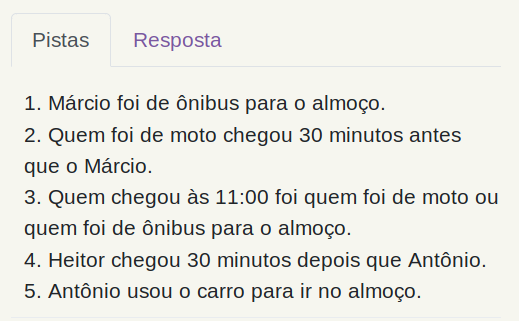 Pistas
Resposta
1. Márcio foi de ônibus para o almoço.
2. Quem foi de moto chegou 30 minutos antes
que o Márcio.
3. Quem chegou às 11:00 foi quem foi de moto ou
quem foi de ônibus para o almoço.
4. Heitor chegou 30 minutos depois que Antônio.
5. Antônio usou o carro para ir no almoço.